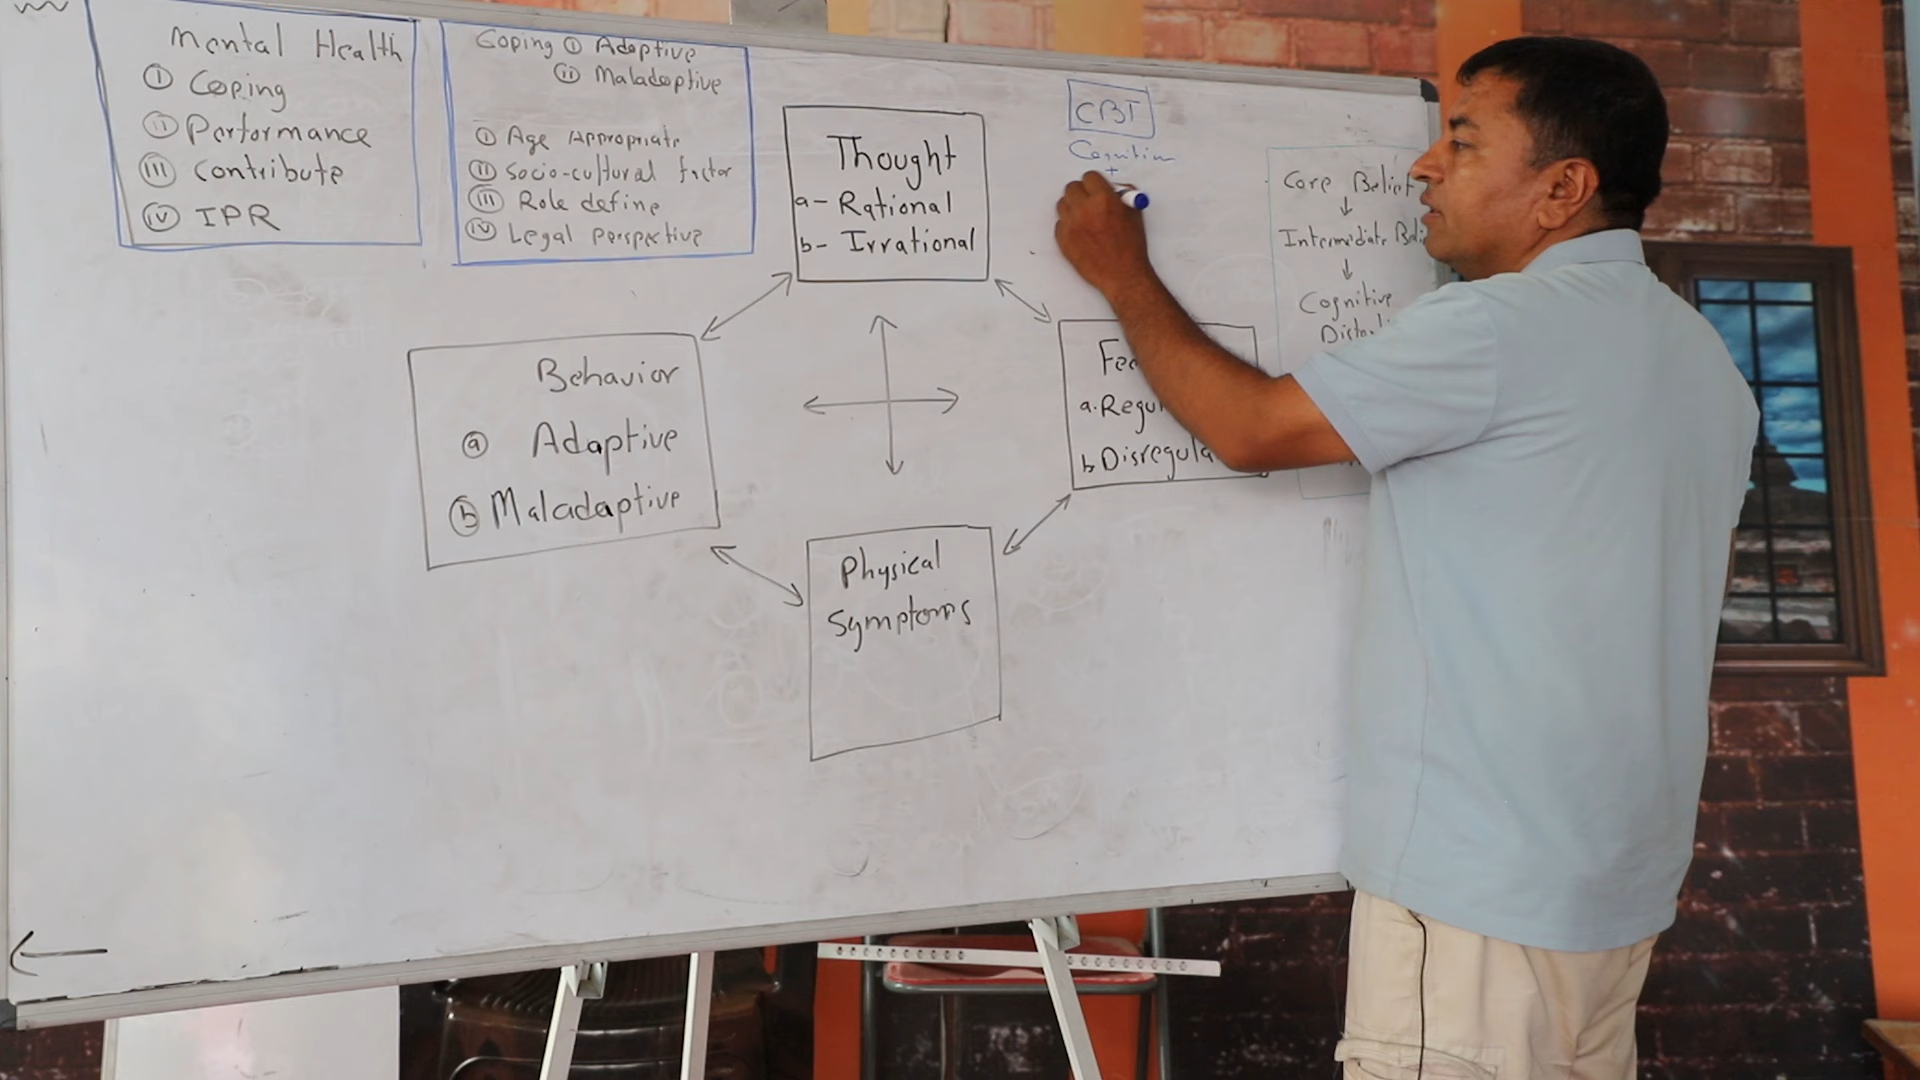 Mental Health
i Coping
ii Performance
iii Contribute
iv IPR
Coping i Adaptive
ii Maladaptive
i Age Appropriate
ii Socio-cultural factor
iii Role define
iv Legal perspective
Thought
a- Rational
b- Irrational
CBT
Cognition
+
Core Belief
Intermediate
Cognitive
Behavior
a Adaptive
b Maladaptive
a.
b
Physical
Symptoms